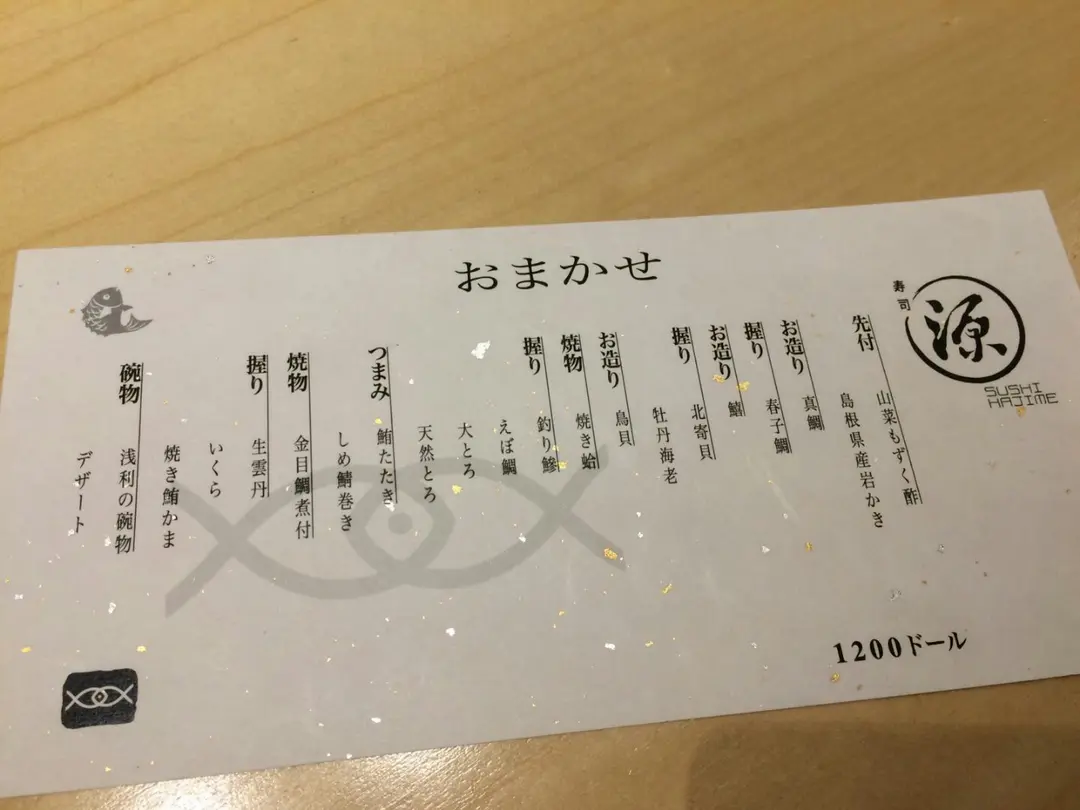 おまかせ
寿司
源
SUSHI
HAJIME
先付 山菜もずく酢
島根県産岩かき
お造り 真鯛
握り 春子鯛
お造り 鱚
握り 北寄貝
牡丹海老
お造り 鳥貝
焼物 焼き蛤
握り 釣り鯵
えぼ鯛
大とろ
天然とろ
つまみ 鮪たたき
しめ鯖巻き
焼物 金目鯛煮付
握り 生雲丹
いくら
焼き鮪かま
碗物 浅利の碗物
デザート
1200ドール